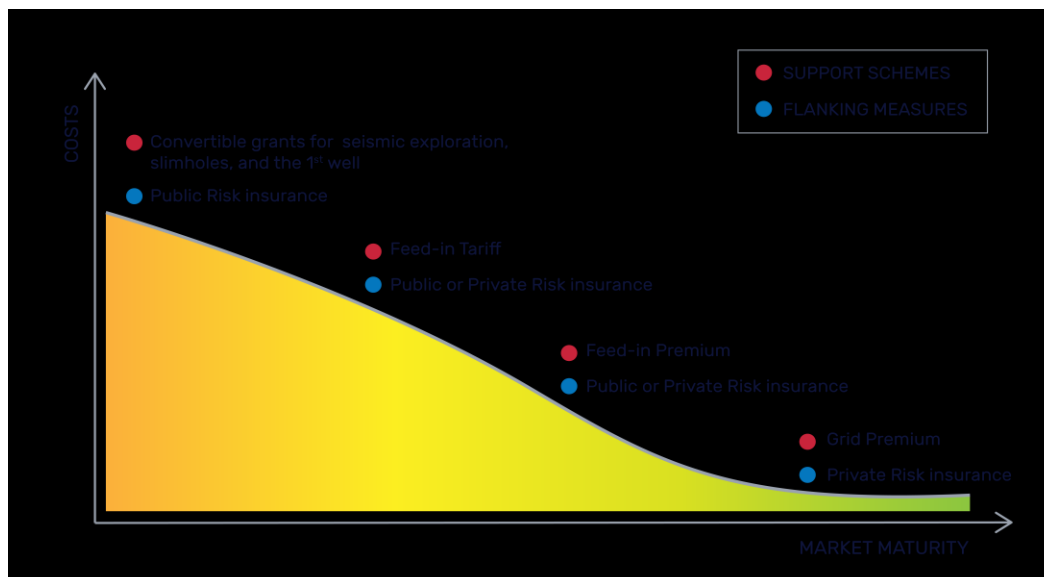 SUPPORT SCHEMES
FLANKING MEASURES
COSTS
Convertible grants for seismic exploration,
slimholes, and the 1st well
Public Risk insurance
Feed-in Tariff
Public or Private Risk insurance
Feed-in Premium
Public or Private Risk insurance
Grid Premium
Private Risk insurance
MARKET MATURITY